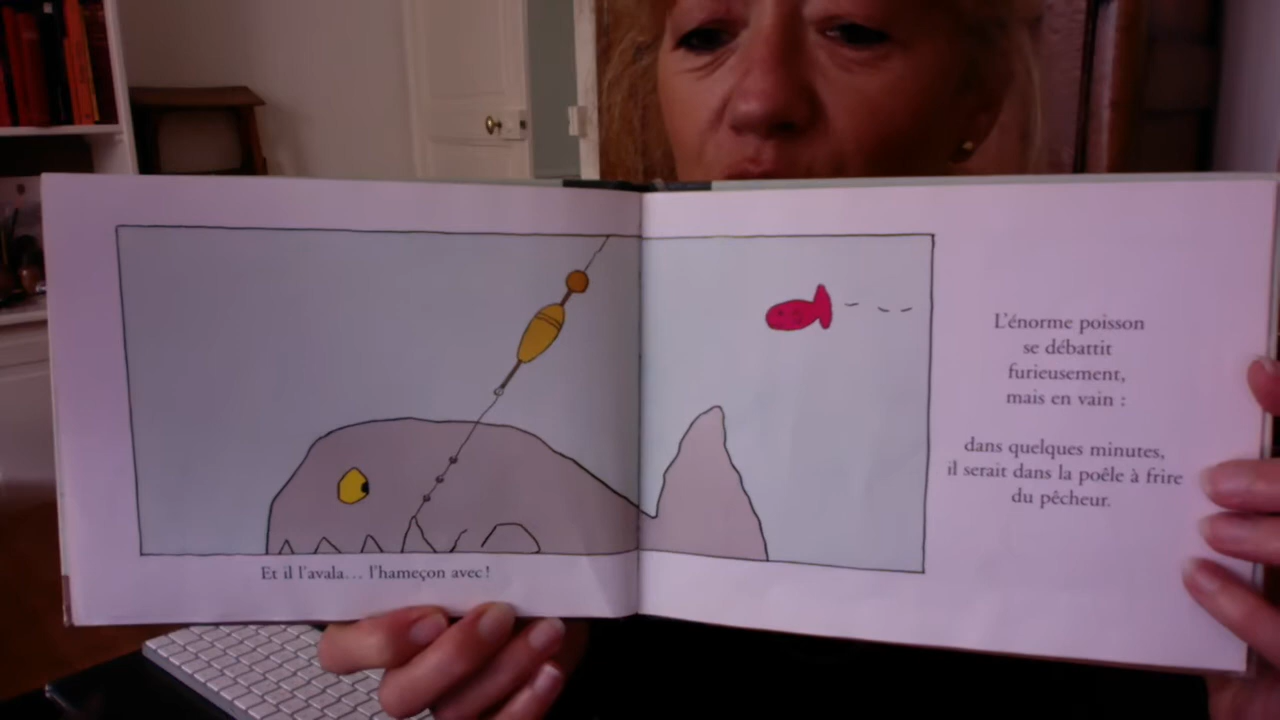 Et il l'avala... l'hameçon avec !
L'énorme poisson
se débattit
furieusement,
mais en vain :
dans quelques minutes,
il serait dans la poêle à frire
du pêcheur.